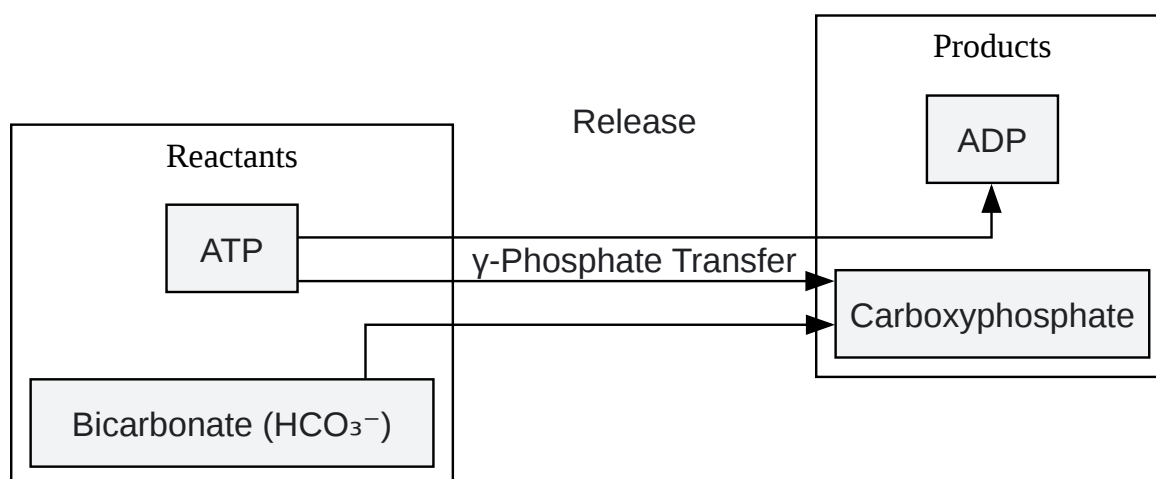 Products
ADP
Release
Reactants
ATP
γ-Phosphate Transfer
Carboxyphosphate
Bicarbonate (HCO₃⁻)